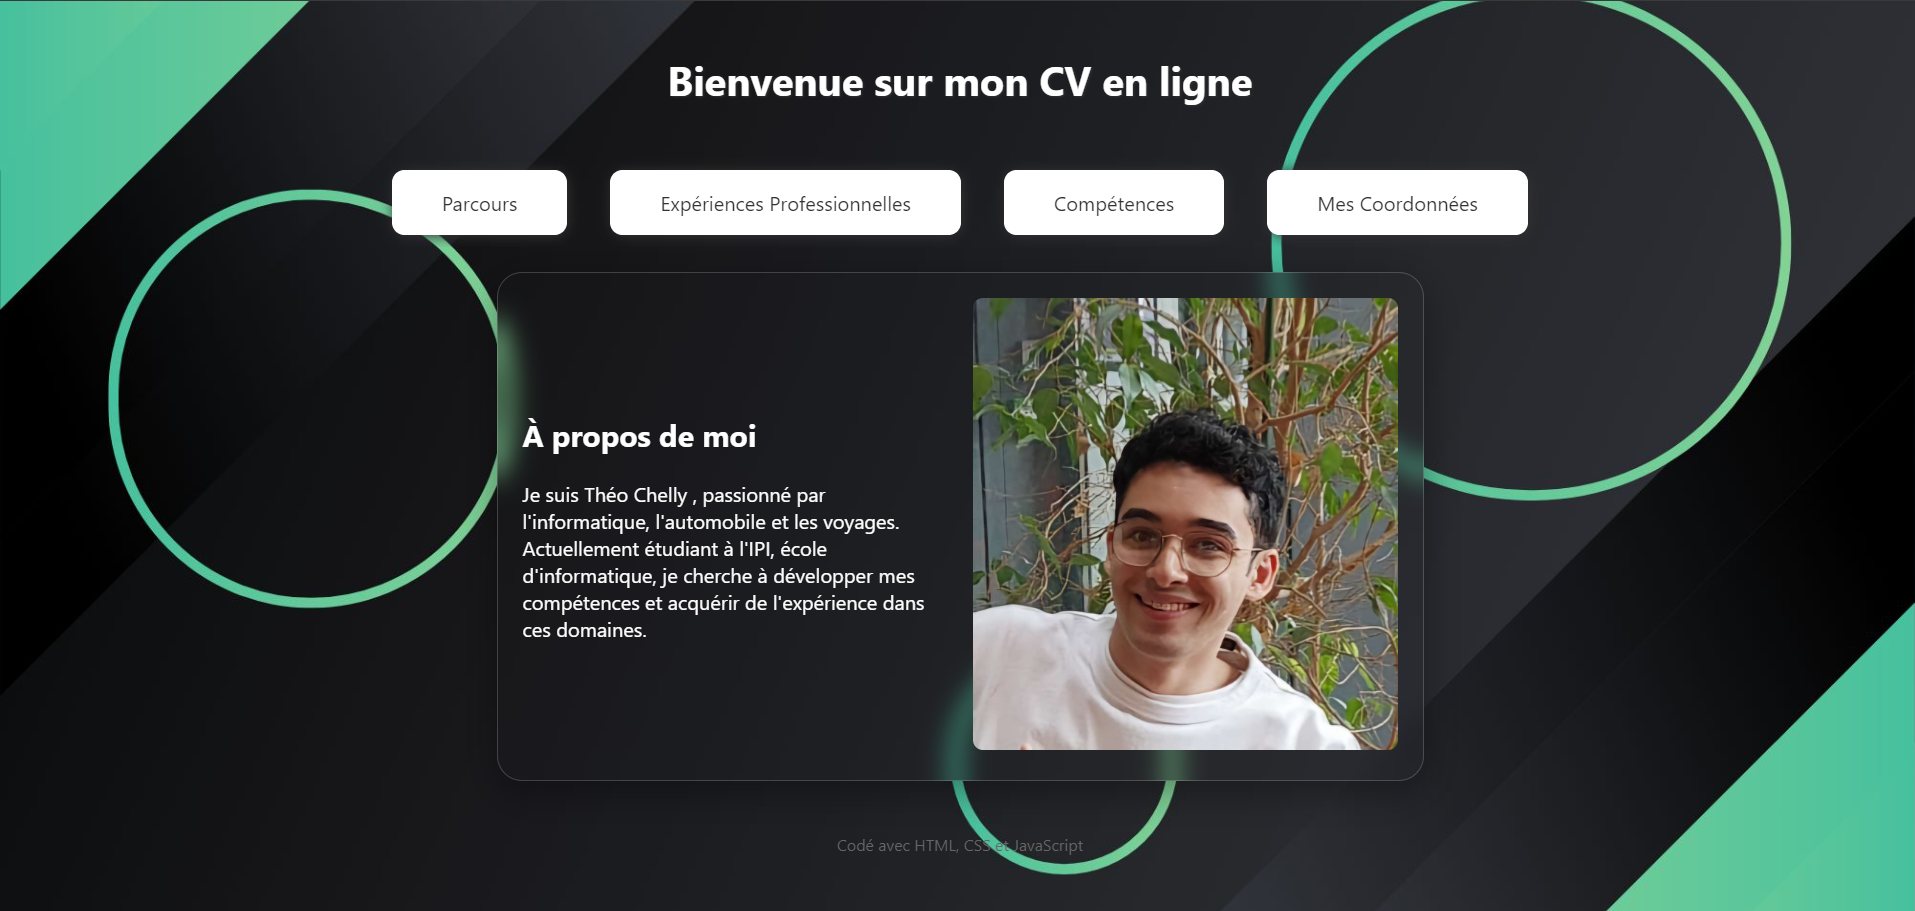 Bienvenue sur mon CV en ligne
Parcours
Expériences Professionnelles
Compétences
Mes Coordonnées
À propos de moi
Je suis Théo Chelly , passionné par
l'informatique, l'automobile et les voyages.
Actuellement étudiant à l'IPI, école
d'informatique, je cherche à développer mes
compétences et acquérir de l'expérience dans
ces domaines.
Codé avec HTML, CSS et JavaScript